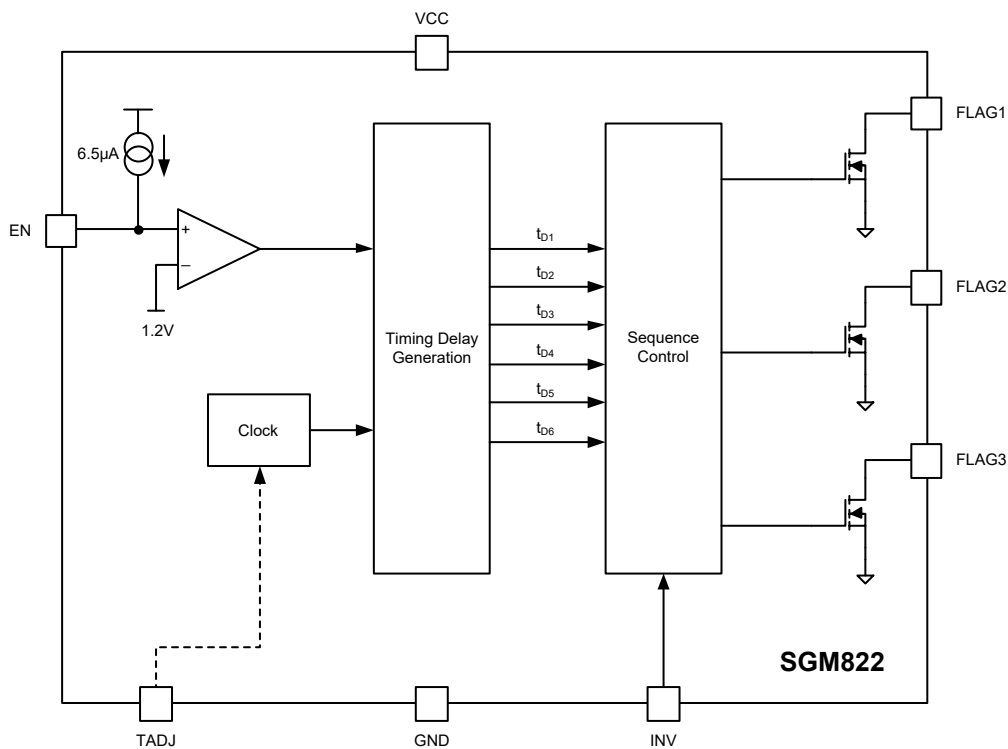 VCC
FLAG1
6.5µA
EN
+
–
1.2V
tD1
tD2
tD3
tD4
tD5
tD6
Timing Delay
Generation
Sequence
Control
FLAG2
Clock
FLAG3
SGM822
TADJ
GND
INV